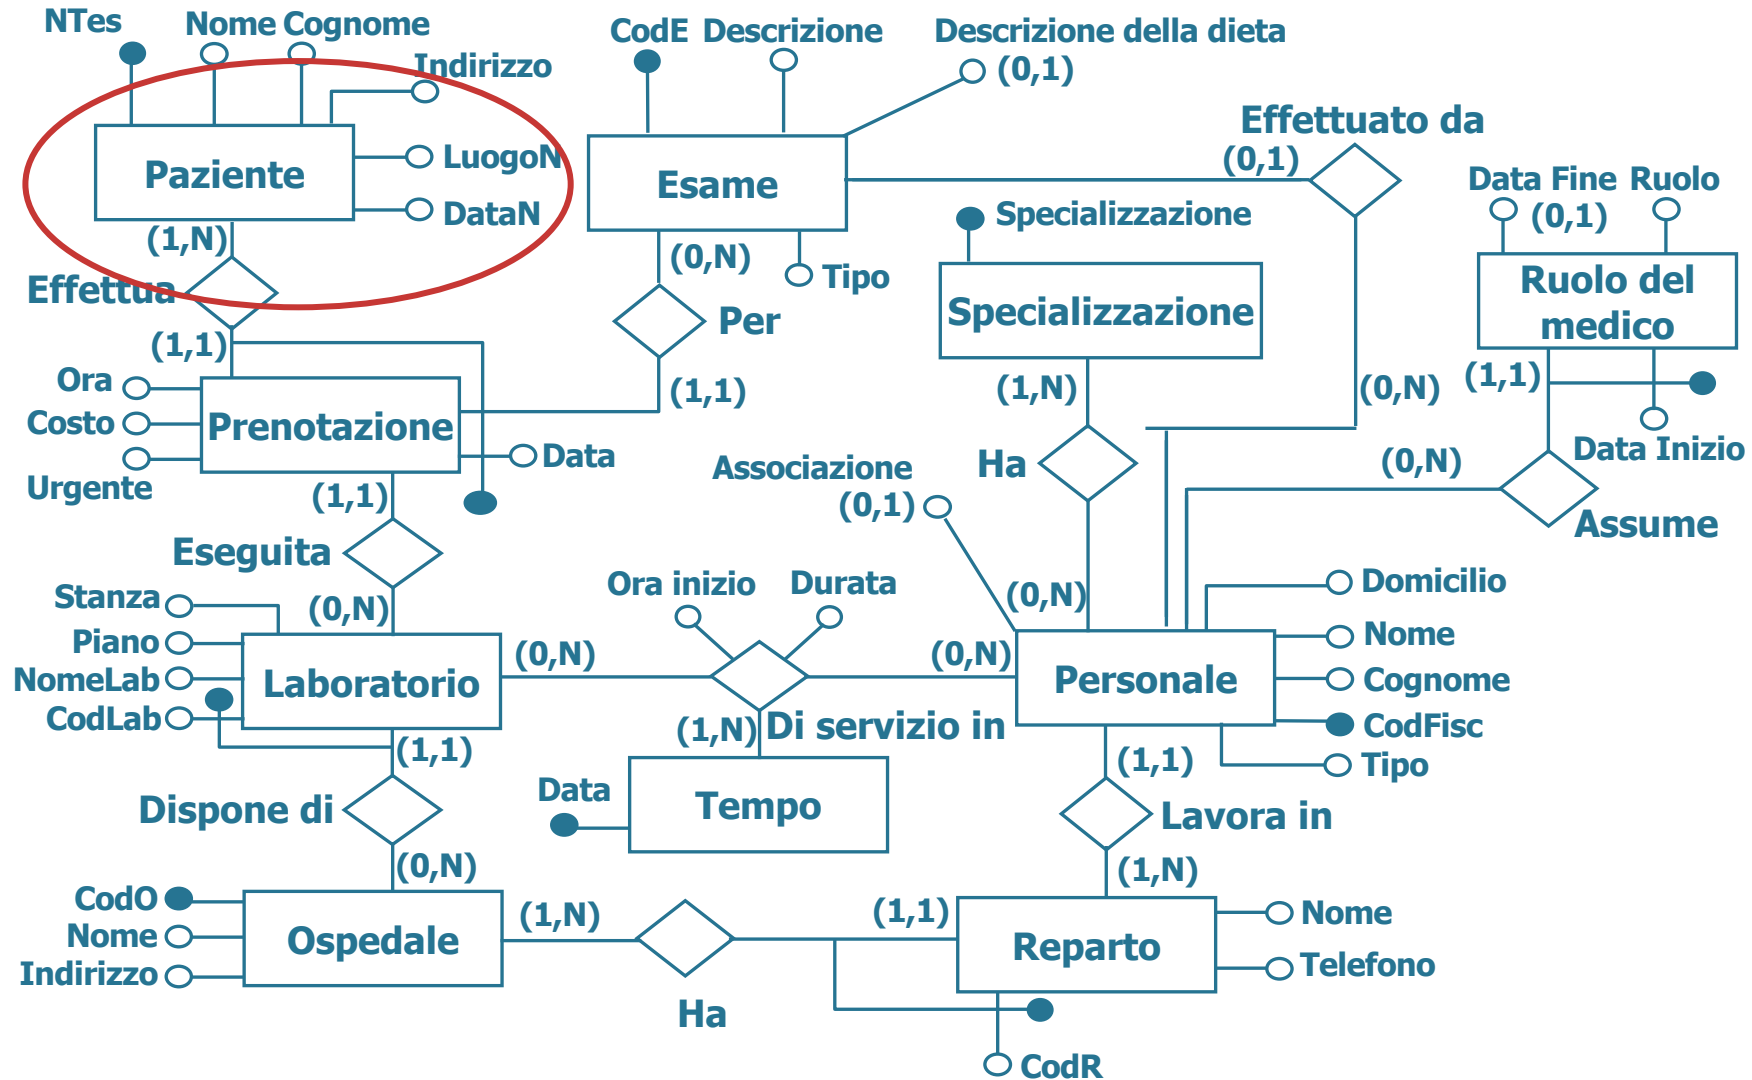 NTes
Nome Cognome
Indirizzo
Paziente
LuogoN
DataN
(1,N)
Effettua
(1,1)
CodE Descrizione
Descrizione della dieta
(0,1)
Esame
(0,N)
Tipo
Per
(1,1)
Effettuato da
(0,1)
(0,N)
Specializzazione
Specializzazione
(1,N)
Ha
(0,N)
Data Fine Ruolo
(0,1)
Ruolo del
medico
(1,1)
Data Inizio
(0,N)
Assume
Ora
Costo
Urgente
Prenotazione
Data
(1,1)
Eseguita
(0,N)
Associazione
(0,1)
Stanza
Piano
NomeLab
CodLab
Laboratorio
(0,N)
Ora inizio
Durata
(0,N)
Di servizio in
(1,N)
Data
Tempo
Personale
Domicilio
Nome
Cognome
CodFisc
Tipo
(1,1)
Dispone di
(0,N)
(1,1)
Lavora in
(1,N)
CodO
Nome
Indirizzo
Ospedale
(1,N)
Ha
(1,1)
Reparto
Nome
Telefono
CodR